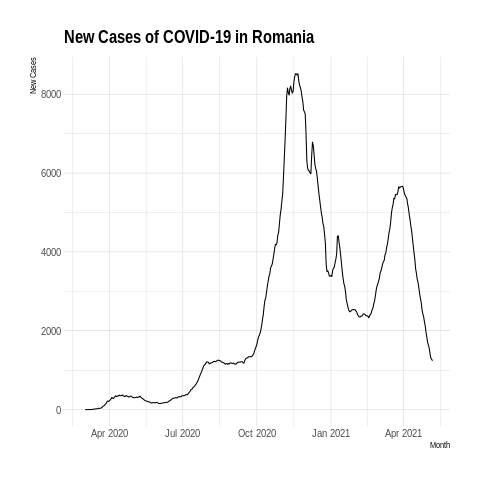 New Cases of COVID-19 in Romania
New Cases
8000
6000
4000
2000
0
Apr 2020 Jul 2020 Oct 2020 Jan 2021 Apr 2021
Month